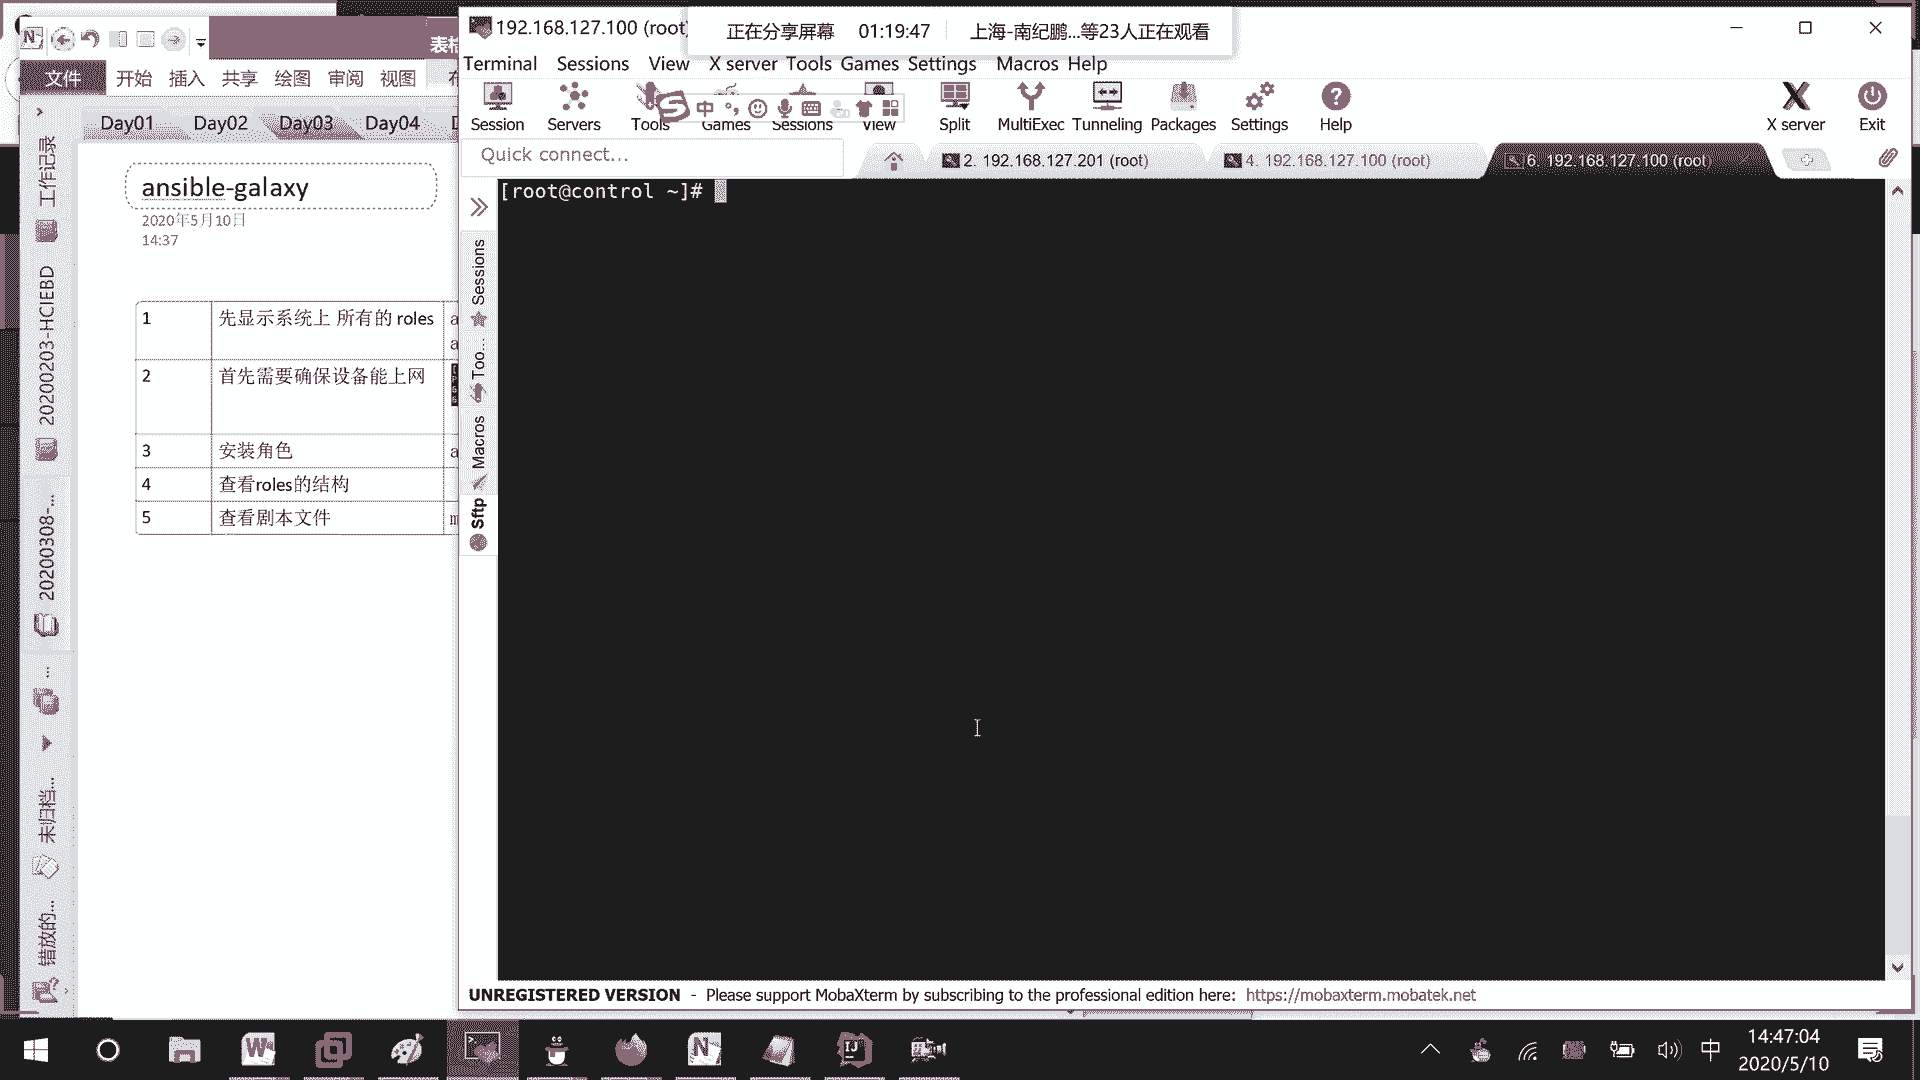 192.168.127.100 (root)
正在分享屏幕 01:19:47 上海-南纪鹏...等23人正在观看
Terminal Sessions View X server Tools Games Settings Macros Help
Session Servers Tools Games Sessions View Split MultiExec Tunneling Packages Settings Help X server Exit
中
Quick connect...
2. 192.168.127.201 (root) 4. 192.168.127.100 (root) 6. 192.168.127.100 (root)
[root@control ~]#
Sessions
Too...
Macros
Sftp
UNREGISTERED VERSION - Please support MobaXterm by subscribing to the professional edition here: https://mobaxterm.mobatek.net
文件 开始 插入 共享 绘图 审阅 视图
Day01 Day02 Day03 Day04
工作记录
20200203-HCIEBD
20200308-...
...
未归档...
错放的...
ansible-galaxy
2020年5月10日
14:37
1 先显示系统上 所有的 roles a
a
2 首先需要确保设备能上网
3 安装角色 a
4 查看roles的结构
5 查看剧本文件 m
中 14:47:04
2020/5/10